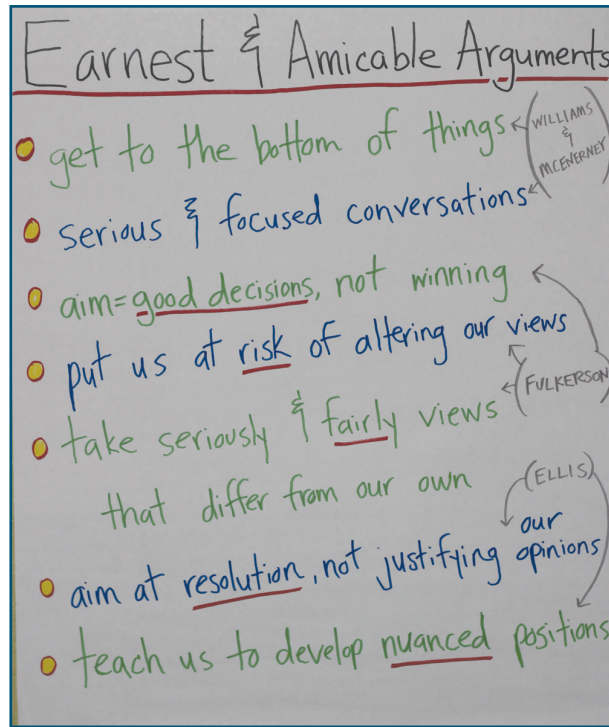 Earnest & Amicable Arguments
get to the bottom of things
(WILLIAMS
&
MCENERNEY)
serious & focused conversations
aim=good decisions, not winning
put us at risk of altering our views
(FULKERSON)
take seriously & fairly views
that differ from our own
(ELLIS)
aim at resolution, not justifying our
opinions
teach us to develop nuanced positions